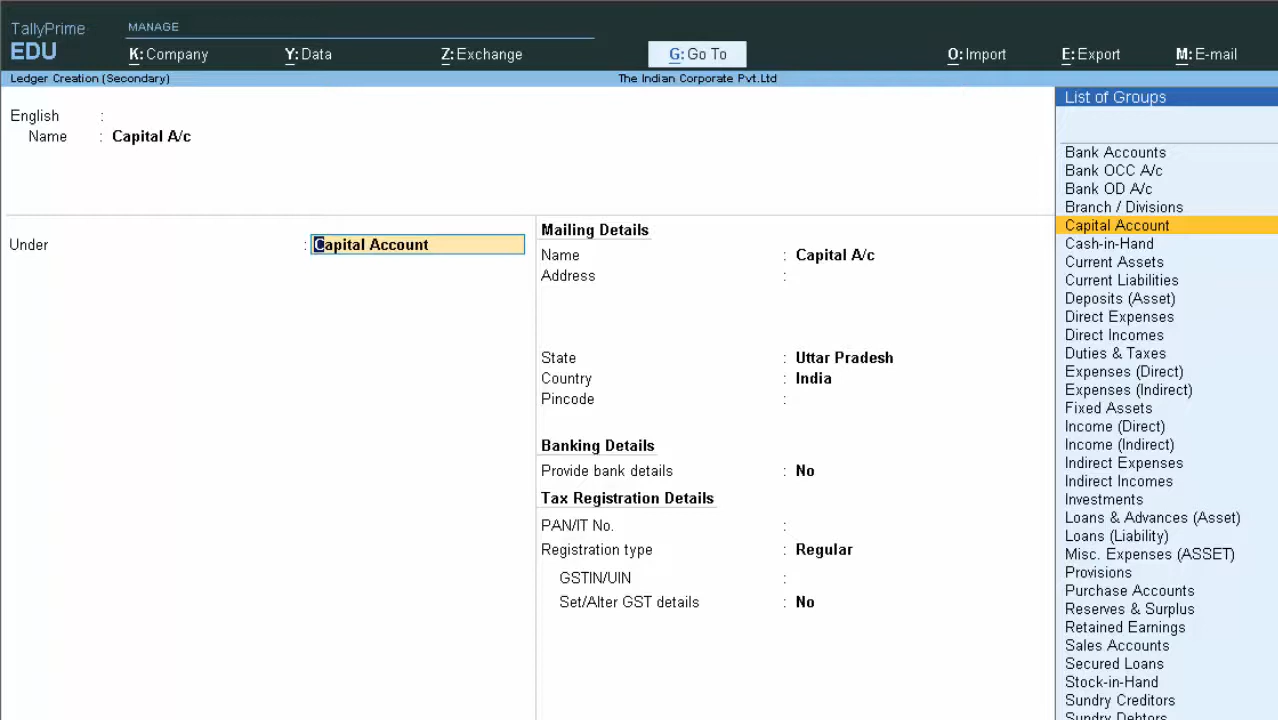 TallyPrime
EDU
MANAGE
K: Company
Y: Data
Z: Exchange
G: Go To
O: Import
E: Export
M: E-mail
Ledger Creation (Secondary)
The Indian Corporate Pvt.Ltd
English :
Name : Capital A/c
Under : Capital Account
Mailing Details
Name : Capital A/c
Address :
State : Uttar Pradesh
Country : India
Pincode :
Banking Details
Provide bank details : No
Tax Registration Details
PAN/IT No. :
Registration type : Regular
GSTIN/UIN :
Set/Alter GST details : No
List of Groups
Bank Accounts
Bank OCC A/c
Bank OD A/c
Branch / Divisions
Capital Account
Cash-in-Hand
Current Assets
Current Liabilities
Deposits (Asset)
Direct Expenses
Direct Incomes
Duties & Taxes
Expenses (Direct)
Expenses (Indirect)
Fixed Assets
Income (Direct)
Income (Indirect)
Indirect Expenses
Indirect Incomes
Investments
Loans & Advances (Asset)
Loans (Liability)
Misc. Expenses (ASSET)
Provisions
Purchase Accounts
Reserves & Surplus
Retained Earnings
Sales Accounts
Secured Loans
Stock-in-Hand
Sundry Creditors
Sundry Debtors